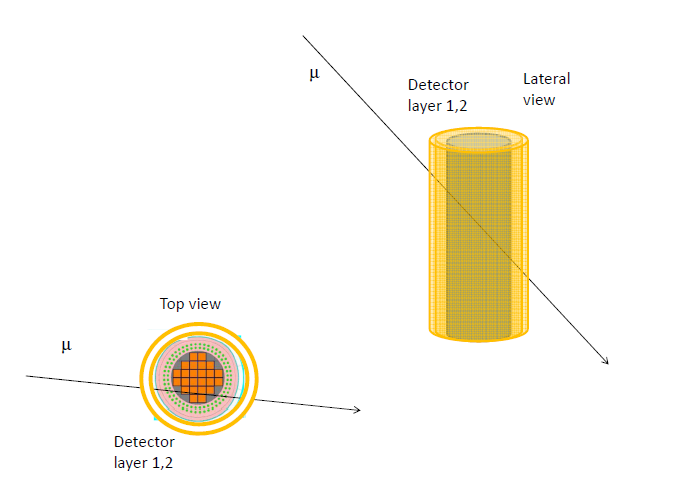 μ
Detector
layer 1,2
Lateral
view
Top view
μ
Detector
layer 1,2